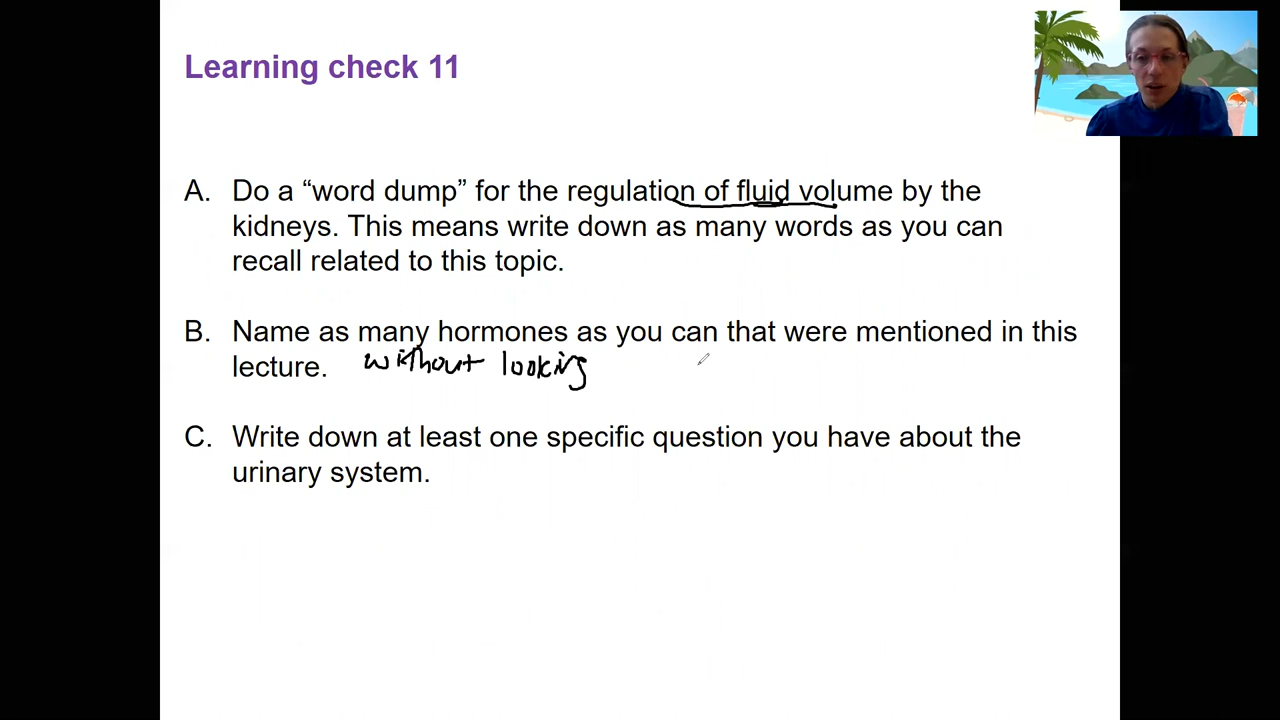 Learning check 11
A. Do a “word dump” for the regulation of fluid volume by the
kidneys. This means write down as many words as you can
recall related to this topic.
B. Name as many hormones as you can that were mentioned in this
lecture. without looking
C. Write down at least one specific question you have about the
urinary system.